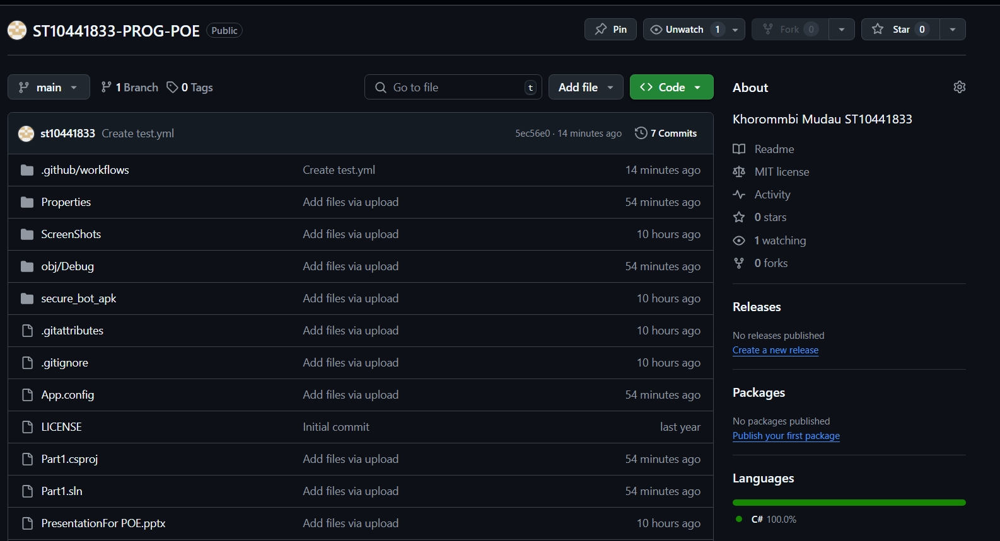 ST10441833-PROG-POE Public Pin Unwatch 1 Fork 0 Star 0
main 1 Branch 0 Tags Go to file t Add file Code
st10441833 Create test.yml 5ec56e0 · 14 minutes ago 7 Commits
.github/workflows Create test.yml 14 minutes ago
Properties Add files via upload 54 minutes ago
ScreenShots Add files via upload 10 hours ago
obj/Debug Add files via upload 54 minutes ago
secure_bot_apk Add files via upload 10 hours ago
.gitattributes Add files via upload 10 hours ago
.gitignore Add files via upload 10 hours ago
App.config Add files via upload 54 minutes ago
LICENSE Initial commit last year
Part1.csproj Add files via upload 54 minutes ago
Part1.sln Add files via upload 54 minutes ago
PresentationFor POE.pptx Add files via upload 10 hours ago
About
Khorommbi Mudau ST10441833
Readme
MIT license
Activity
0 stars
1 watching
0 forks
Releases
No releases published
Create a new release
Packages
No packages published
Publish your first package
Languages
C# 100.0%